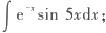 ∫ e^{-x} sin 5xdx ;